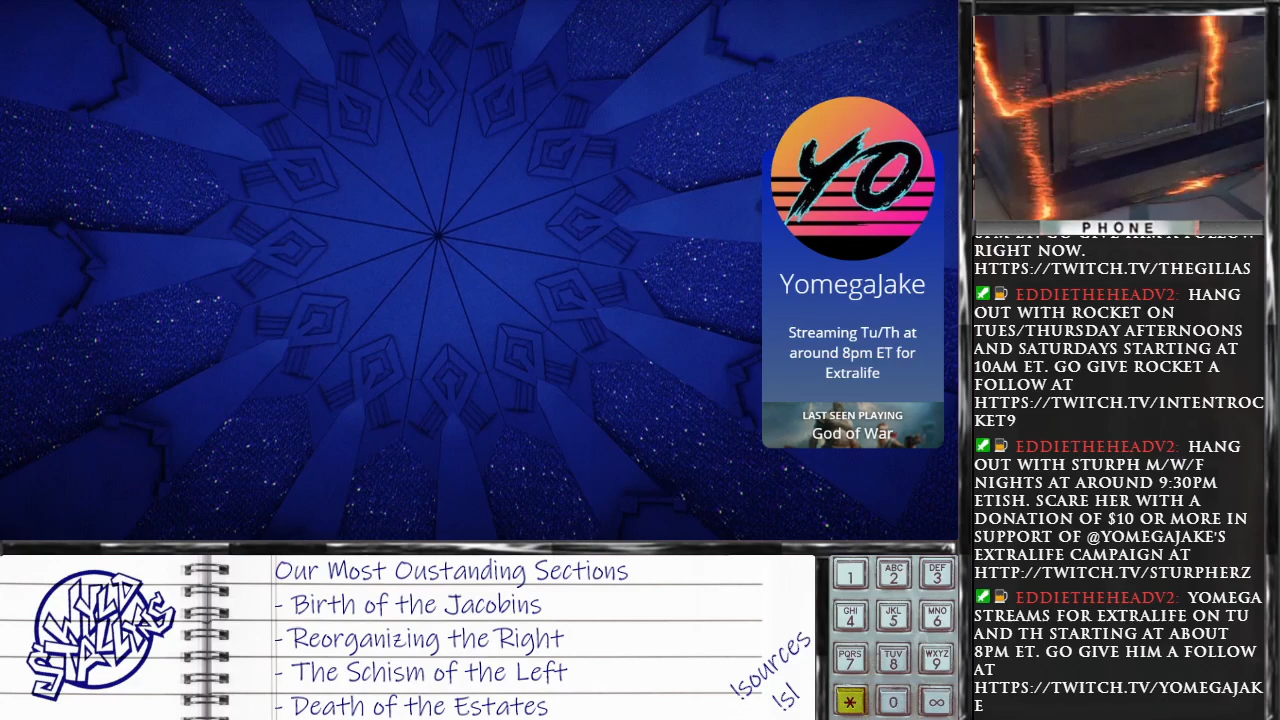 YO
YomegaJake
Streaming Tu/Th at
around 8pm ET for
Extralife
LAST SEEN PLAYING
God of War
PHONE
RIGHT NOW.
HTTPS://TWITCH.TV/THEGILIAS
EDDIETHEHEADV2: HANG
OUT WITH ROCKET ON
TUES/THURSDAY AFTERNOONS
AND SATURDAYS STARTING AT
10AM ET. GO GIVE ROCKET A
FOLLOW AT
HTTPS://TWITCH.TV/INTENTROC
KET9
EDDIETHEHEADV2: HANG
OUT WITH STURPH M/W/F
NIGHTS AT AROUND 9:30PM
ETISH. SCARE HER WITH A
DONATION OF $10 OR MORE IN
SUPPORT OF @YOMEGAJAKE'S
EXTRALIFE CAMPAIGN AT
HTTP://TWITCH.TV/STURPHERZ
EDDIETHEHEADV2: YOMEGA
STREAMS FOR EXTRALIFE ON TU
AND TH STARTING AT ABOUT
8PM ET. GO GIVE HIM A FOLLOW
AT
HTTPS://TWITCH.TV/YOMEGAJAK
E
WYLD
STALLYNS
Our Most Oustanding Sections
- Birth of the Jacobins
- Reorganizing the Right
- The Schism of the Left
- Death of the Estates
!sources
!sl
1 ABC 2 DEF 3
GHI 4 JKL 5 MNO 6
PQRS 7 TUV 8 WXYZ 9
* 0 ∞